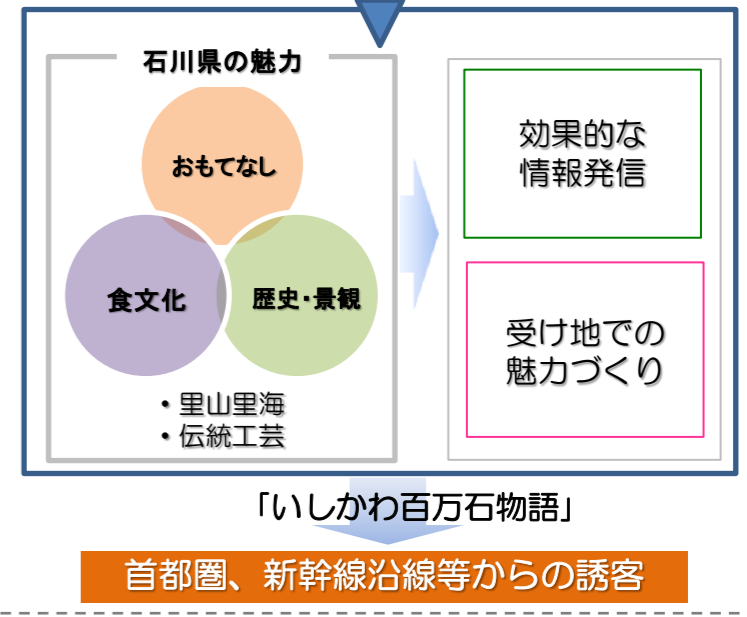 石川県の魅力
おもてなし
食文化
歴史・景観
・里山里海
・伝統工芸
効果的な
情報発信
受け地での
魅力づくり
「いしかわ百万石物語」
首都圏、新幹線沿線等からの誘客